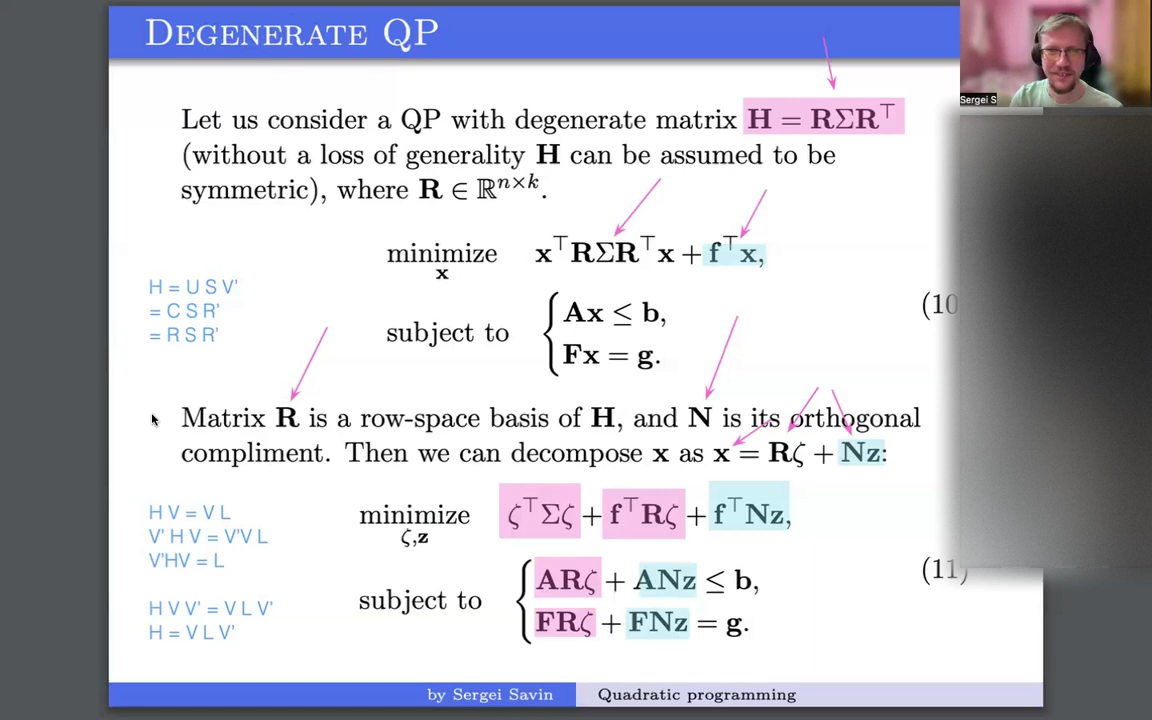 DEGENERATE QP
Sergei S
Let us consider a QP with degenerate matrix H = RΣR⊤
(without a loss of generality H can be assumed to be
symmetric), where R ∈ ℝⁿˣᵏ.
minimize x⊤RΣR⊤x + f⊤x,
x
subject to { Ax ≤ b,
Fx = g.
(10
H = U S V'
= C S R'
= R S R'
Matrix R is a row-space basis of H, and N is its orthogonal
compliment. Then we can decompose x as x = Rζ + Nz:
minimize ζ⊤Σζ + f⊤Rζ + f⊤Nz,
ζ,z
subject to { ARζ + ANz ≤ b,
FRζ + FNz = g.
(11)
H V = V L
V' H V = V'V L
V'HV = L
H V V' = V L V'
H = V L V'
by Sergei Savin Quadratic programming